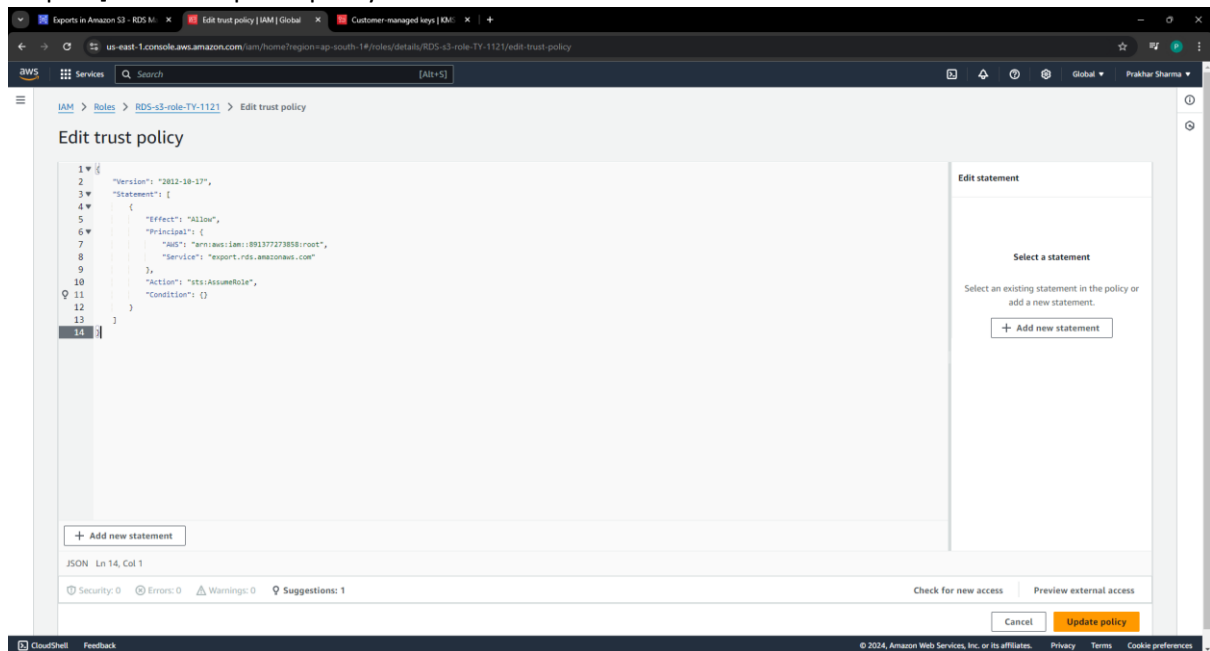 Exports in Amazon S3 - RDS M
Edit trust policy | IAM | Global
Customer-managed keys | KMS
us-east-1.console.aws.amazon.com/iam/home?region=ap-south-1#/roles/details/RDS-s3-role-TY-1121/edit-trust-policy
aws
Services
Search
[Alt+S]
Global
Prakhar Sharma
IAM > Roles > RDS-s3-role-TY-1121 > Edit trust policy
Edit trust policy
1 {
2 "Version": "2012-10-17",
3 "Statement": [
4 {
5 "Effect": "Allow",
6 "Principal": {
7 "AWS": "arn:aws:iam::891377273858:root",
8 "Service": "export.rds.amazonaws.com"
9 },
10 "Action": "sts:AssumeRole",
11 "Condition": {}
12 }
13 ]
14 }
Edit statement
Select a statement
Select an existing statement in the policy or
add a new statement.
+ Add new statement
+ Add new statement
JSON Ln 14, Col 1
Security: 0 Errors: 0 Warnings: 0 Suggestions: 1
Check for new access
Preview external access
Cancel
Update policy
CloudShell Feedback
© 2024, Amazon Web Services, Inc. or its affiliates. Privacy Terms Cookie preferences